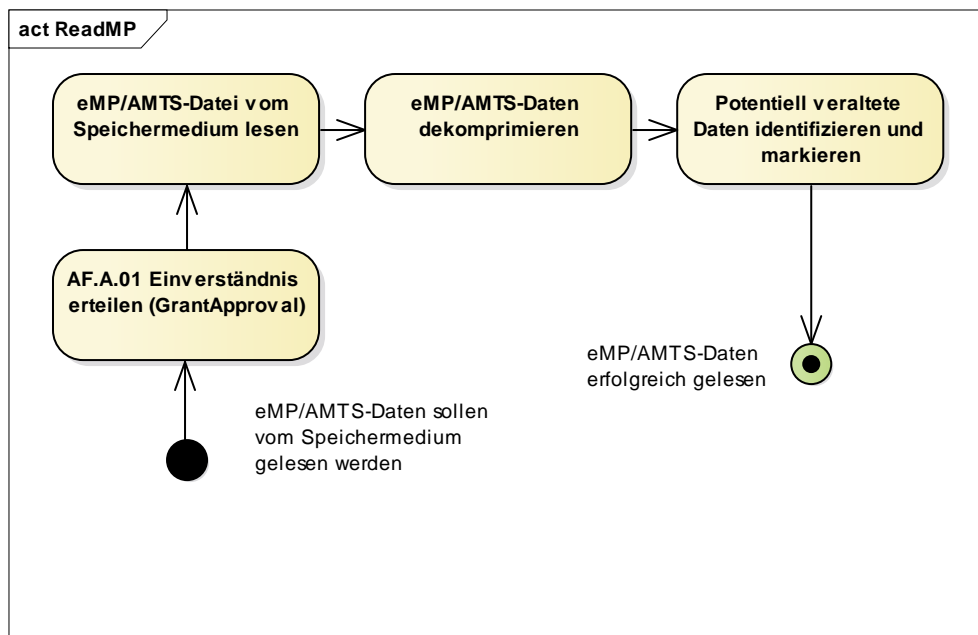 act ReadMP
eMP/AMTS-Datei vom
Speichermedium lesen
eMP/AMTS-Daten
dekomprimieren
Potentiell veraltete
Daten identifizieren und
markieren
AF.A.01 Einverständnis
erteilen (GrantApproval)
eMP/AMTS-Daten
erfolgreich gelesen
eMP/AMTS-Daten sollen
vom Speichermedium
gelesen werden